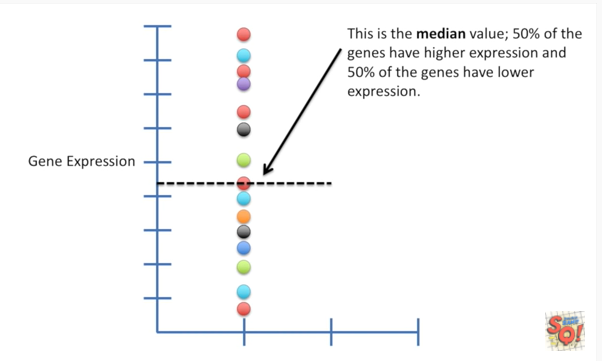 This is the median value; 50% of the
genes have higher expression and
50% of the genes have lower
expression.
Gene Expression
SO!